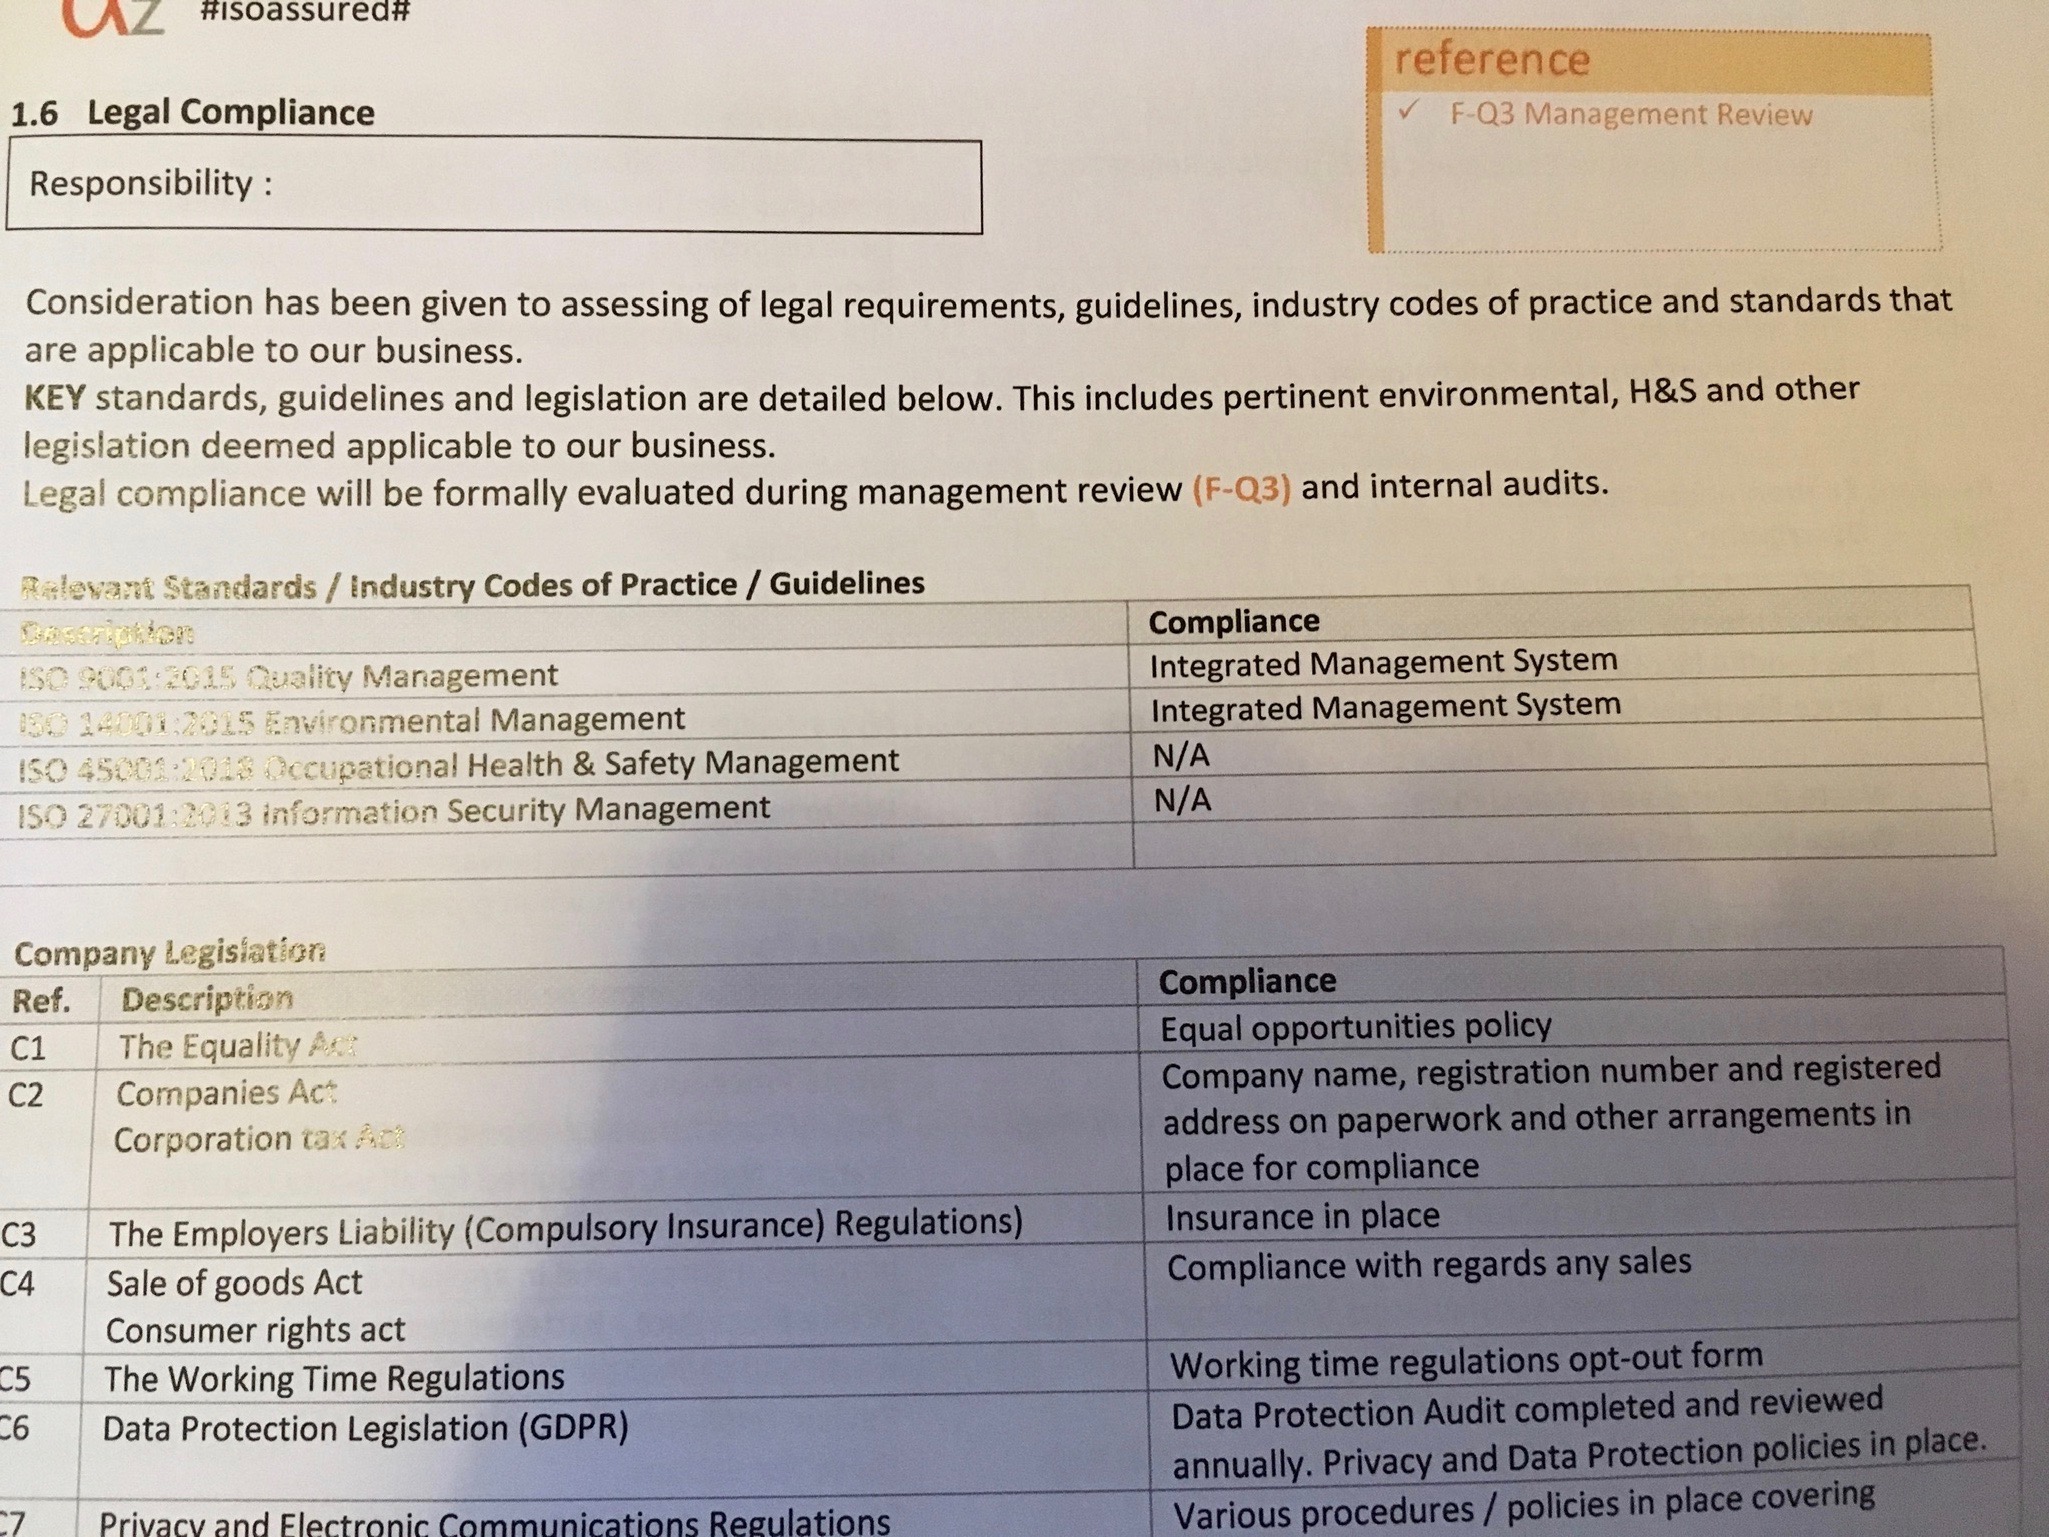 az #isoassured#
reference
✓ F-Q3 Management Review
1.6 Legal Compliance
Responsibility :
Consideration has been given to assessing of legal requirements, guidelines, industry codes of practice and standards that
are applicable to our business.
KEY standards, guidelines and legislation are detailed below. This includes pertinent environmental, H&S and other
legislation deemed applicable to our business.
Legal compliance will be formally evaluated during management review (F-Q3) and internal audits.
Relevant Standards / Industry Codes of Practice / Guidelines
Description Compliance
ISO 9001:2015 Quality Management Integrated Management System
ISO 14001:2015 Environmental Management Integrated Management System
ISO 45001:2018 Occupational Health & Safety Management N/A
ISO 27001:2013 Information Security Management N/A
Company Legislation
Ref. Description Compliance
C1 The Equality Act Equal opportunities policy
C2 Companies Act Company name, registration number and registered
Corporation tax Act address on paperwork and other arrangements in
place for compliance
C3 The Employers Liability (Compulsory Insurance) Regulations) Insurance in place
C4 Sale of goods Act Compliance with regards any sales
Consumer rights act
C5 The Working Time Regulations Working time regulations opt-out form
C6 Data Protection Legislation (GDPR) Data Protection Audit completed and reviewed
annually. Privacy and Data Protection policies in place.
C7 Privacy and Electronic Communications Regulations Various procedures / policies in place covering